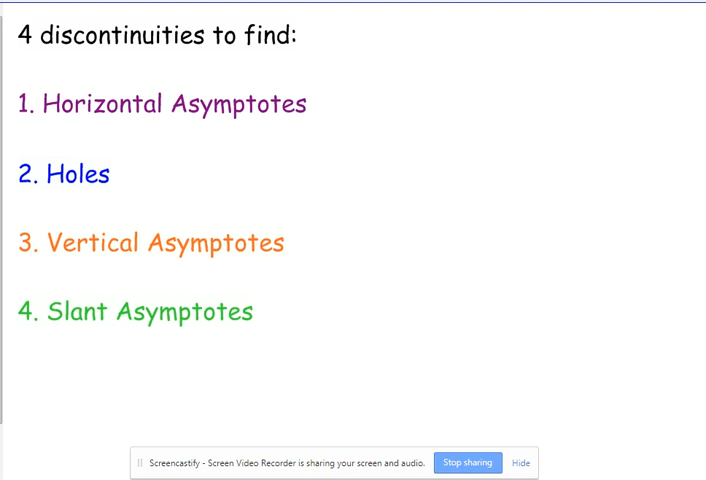 4 discontinuities to find:
1. Horizontal Asymptotes
2. Holes
3. Vertical Asymptotes
4. Slant Asymptotes
Screencastify - Screen Video Recorder is sharing your screen and audio. Stop sharing Hide